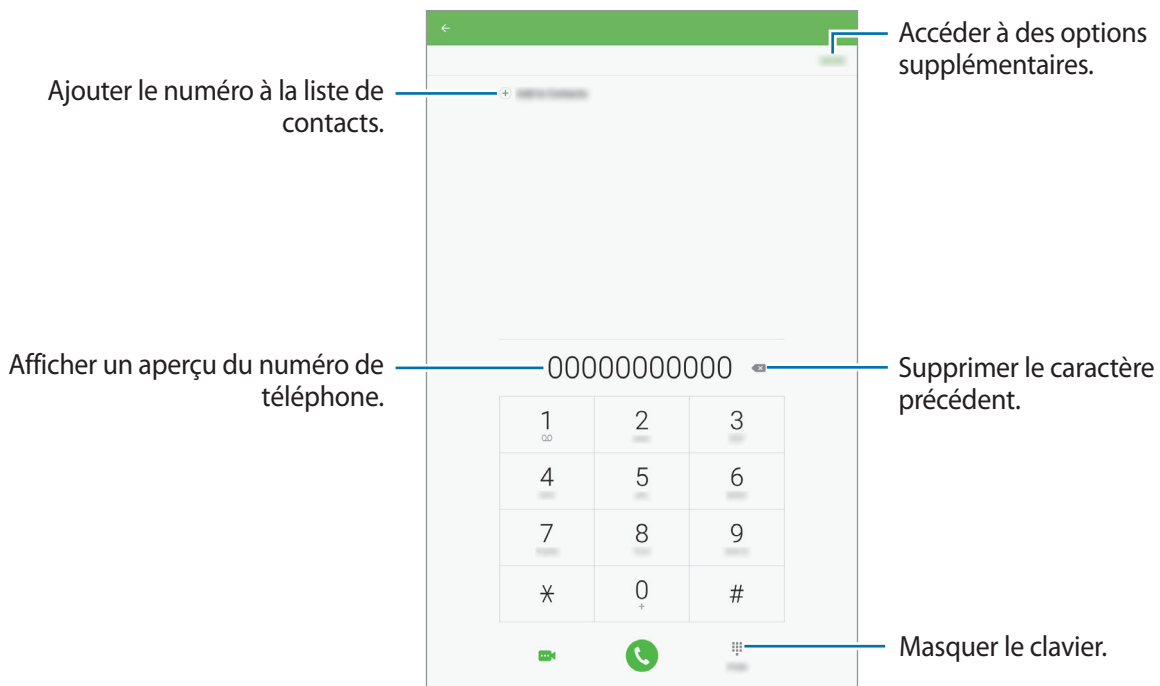 Accéder à des options
supplémentaires.
Ajouter le numéro à la liste de
contacts.
Afficher un aperçu du numéro de
téléphone.
00000000000
Supprimer le caractère
précédent.
1 2 3
4 5 6
7 8 9
* 0 #
+
Masquer le clavier.